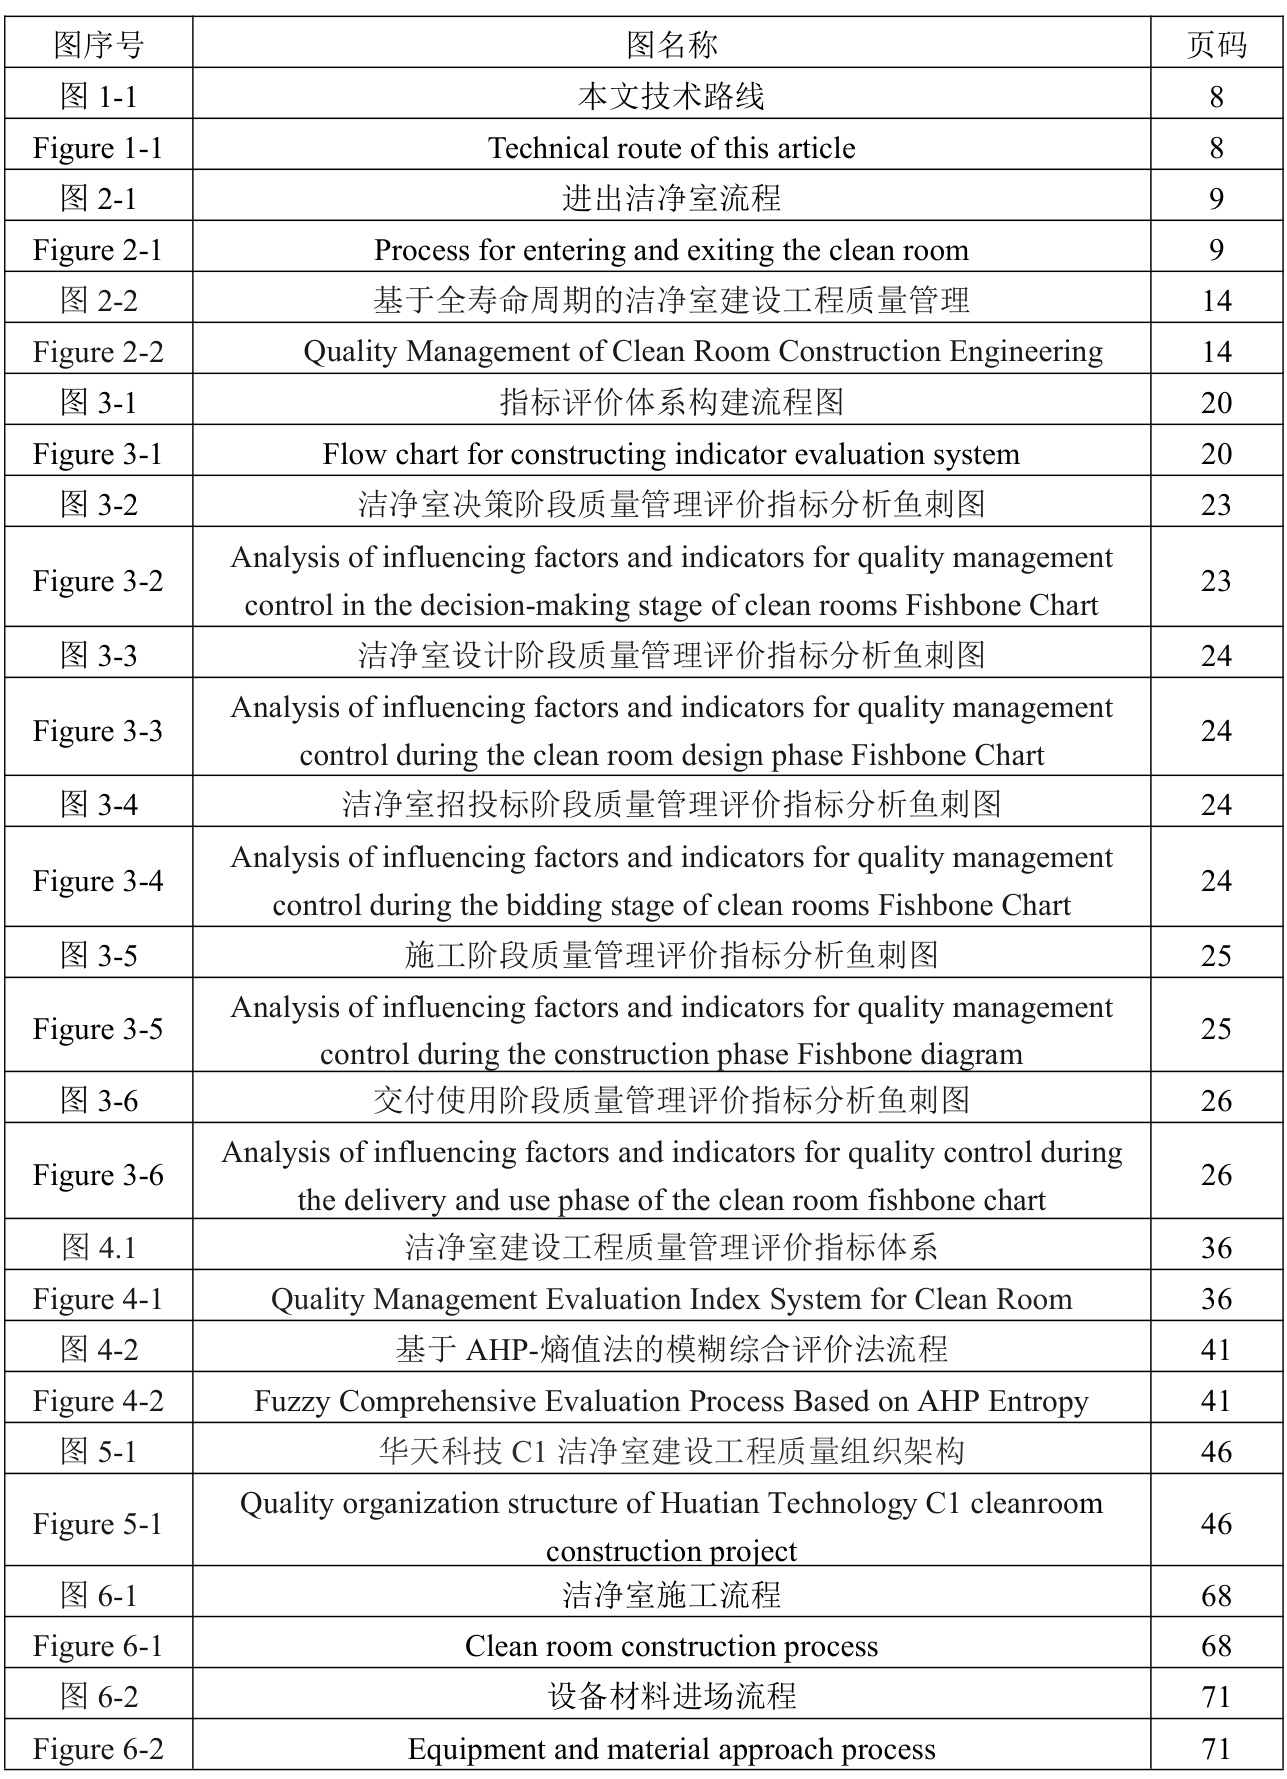 图序号 图名称 页码
图 1-1 本文技术路线 8
Figure 1-1 Technical route of this article 8
图 2-1 进出洁净室流程 9
Figure 2-1 Process for entering and exiting the clean room 9
图 2-2 基于全寿命周期的洁净室建设工程质量管理 14
Figure 2-2 Quality Management of Clean Room Construction Engineering 14
图 3-1 指标评价体系构建流程图 20
Figure 3-1 Flow chart for constructing indicator evaluation system 20
图 3-2 洁净室决策阶段质量管理评价指标分析鱼刺图 23
Figure 3-2 Analysis of influencing factors and indicators for quality management
control in the decision-making stage of clean rooms Fishbone Chart 23
图 3-3 洁净室设计阶段质量管理评价指标分析鱼刺图 24
Figure 3-3 Analysis of influencing factors and indicators for quality management
control during the clean room design phase Fishbone Chart 24
图 3-4 洁净室招投标阶段质量管理评价指标分析鱼刺图 24
Figure 3-4 Analysis of influencing factors and indicators for quality management
control during the bidding stage of clean rooms Fishbone Chart 24
图 3-5 施工阶段质量管理评价指标分析鱼刺图 25
Figure 3-5 Analysis of influencing factors and indicators for quality management
control during the construction phase Fishbone diagram 25
图 3-6 交付使用阶段质量管理评价指标分析鱼刺图 26
Figure 3-6 Analysis of influencing factors and indicators for quality control during
the delivery and use phase of the clean room fishbone chart 26
图 4.1 洁净室建设工程质量管理评价指标体系 36
Figure 4-1 Quality Management Evaluation Index System for Clean Room 36
图 4-2 基于 AHP-熵值法的模糊综合评价法流程 41
Figure 4-2 Fuzzy Comprehensive Evaluation Process Based on AHP Entropy 41
图 5-1 华天科技 C1 洁净室建设工程质量组织架构 46
Figure 5-1 Quality organization structure of Huatian Technology C1 cleanroom
construction project 46
图 6-1 洁净室施工流程 68
Figure 6-1 Clean room construction process 68
图 6-2 设备材料进场流程 71
Figure 6-2 Equipment and material approach process 71